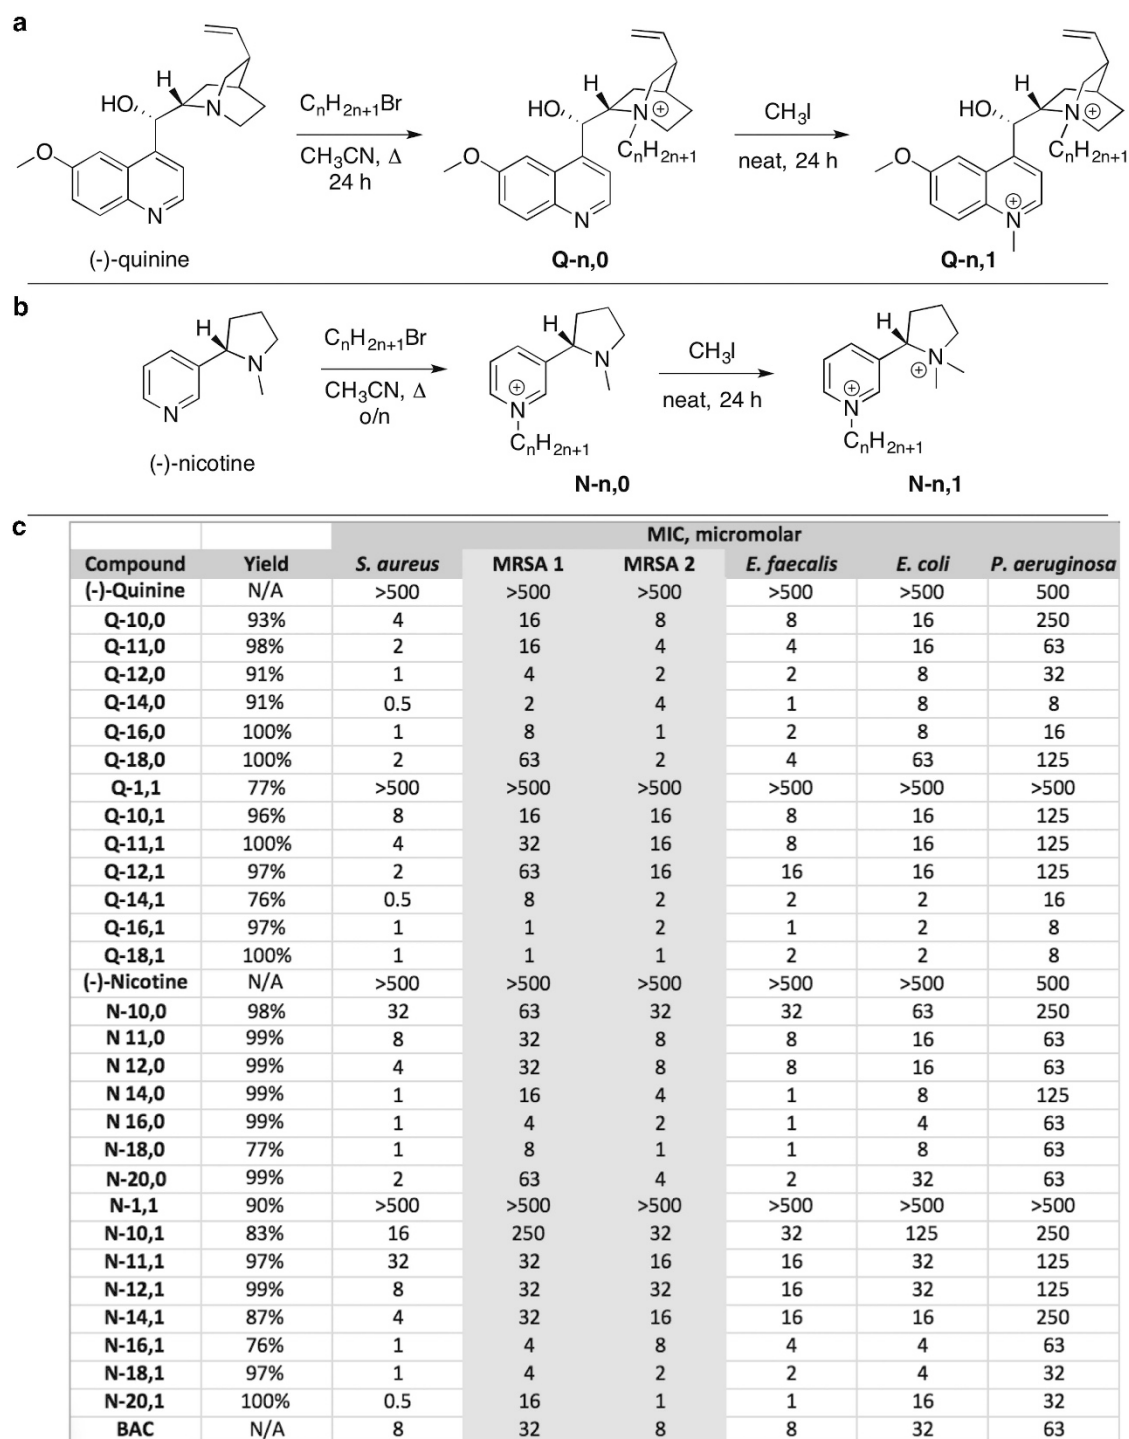 a
HO
H
N
O
N
(-)-quinine
CnH2n+1Br
CH3CN, Δ
24 h
HO
H
N ⊕
CnH2n+1
O
N
Q-n,0
CH3I
neat, 24 h
HO
H
N ⊕
CnH2n+1
O
⊕
N
Q-n,1
b
H
N
N
(-)-nicotine
CnH2n+1Br
CH3CN, Δ
o/n
H
N
⊕
N
CnH2n+1
N-n,0
CH3I
neat, 24 h
H
N
⊕
⊕
N
CnH2n+1
N-n,1
c
MIC, micromolar
Compound Yield S. aureus MRSA 1 MRSA 2 E. faecalis E. coli P. aeruginosa
(-)-Quinine N/A >500 >500 >500 >500 >500 500
Q-10,0 93% 4 16 8 8 16 250
Q-11,0 98% 2 16 4 4 16 63
Q-12,0 91% 1 4 2 2 8 32
Q-14,0 91% 0.5 2 4 1 8 8
Q-16,0 100% 1 8 1 2 8 16
Q-18,0 100% 2 63 2 4 63 125
Q-1,1 77% >500 >500 >500 >500 >500 >500
Q-10,1 96% 8 16 16 8 16 125
Q-11,1 100% 4 32 16 8 16 125
Q-12,1 97% 2 63 16 16 16 125
Q-14,1 76% 0.5 8 2 2 2 16
Q-16,1 97% 1 1 2 1 2 8
Q-18,1 100% 1 1 1 2 2 8
(-)-Nicotine N/A >500 >500 >500 >500 >500 500
N-10,0 98% 32 63 32 32 63 250
N 11,0 99% 8 32 8 8 16 63
N 12,0 99% 4 32 8 8 16 63
N 14,0 99% 1 16 4 1 8 125
N 16,0 99% 1 4 2 1 4 63
N-18,0 77% 1 8 1 1 8 63
N-20,0 99% 2 63 4 2 32 63
N-1,1 90% >500 >500 >500 >500 >500 >500
N-10,1 83% 16 250 32 32 125 250
N-11,1 97% 32 32 16 16 32 125
N-12,1 99% 8 32 32 16 32 125
N-14,1 87% 4 32 16 16 16 250
N-16,1 76% 1 4 8 4 4 63
N-18,1 97% 1 4 2 2 4 32
N-20,1 100% 0.5 16 1 1 16 32
BAC N/A 8 32 8 8 32 63